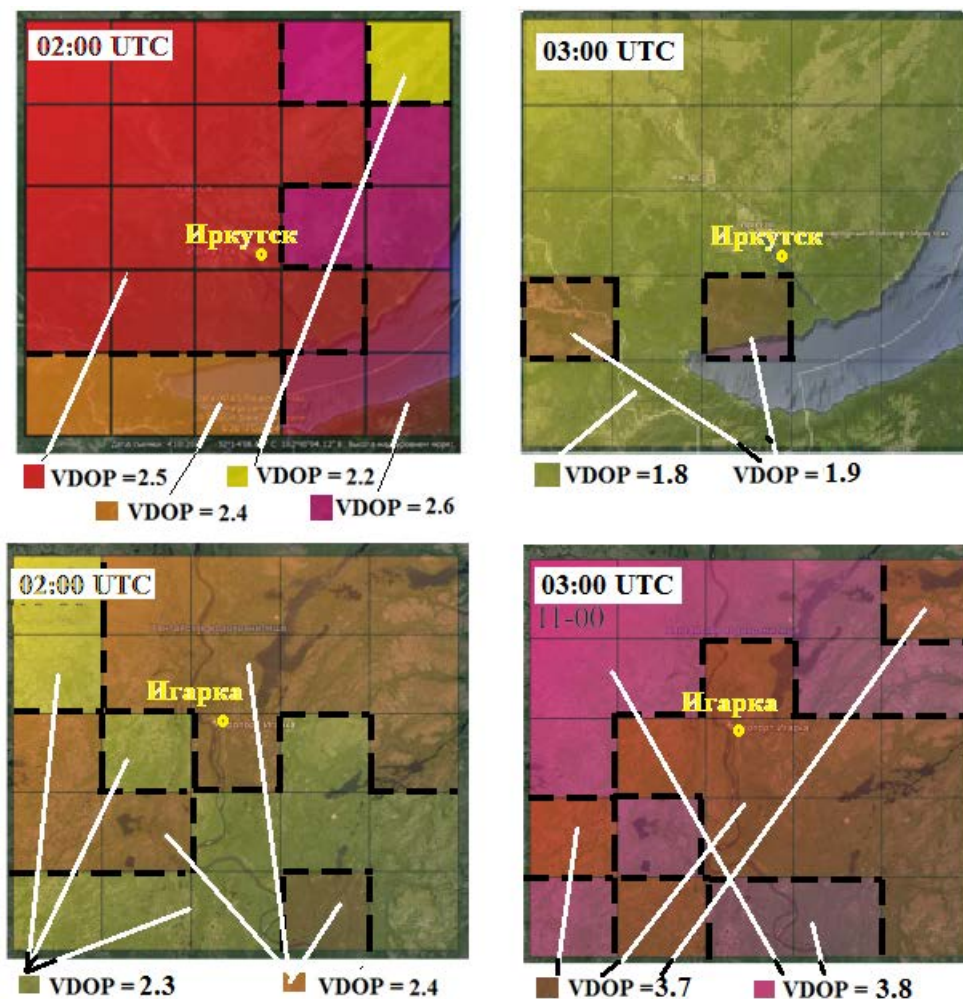 02:00 UTC
03:00 UTC
Иркутск
Иркутск
VDOP = 2.5
VDOP = 2.2
VDOP = 1.8
VDOP = 1.9
VDOP = 2.4
VDOP = 2.6
02:00 UTC
03:00 UTC
11-00
Игарка
Игарка
VDOP = 2.3
VDOP = 2.4
VDOP = 3.7
VDOP = 3.8